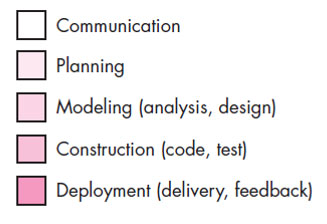 Communication
Planning
Modeling (analysis, design)
Construction (code, test)
Deployment (delivery, feedback)